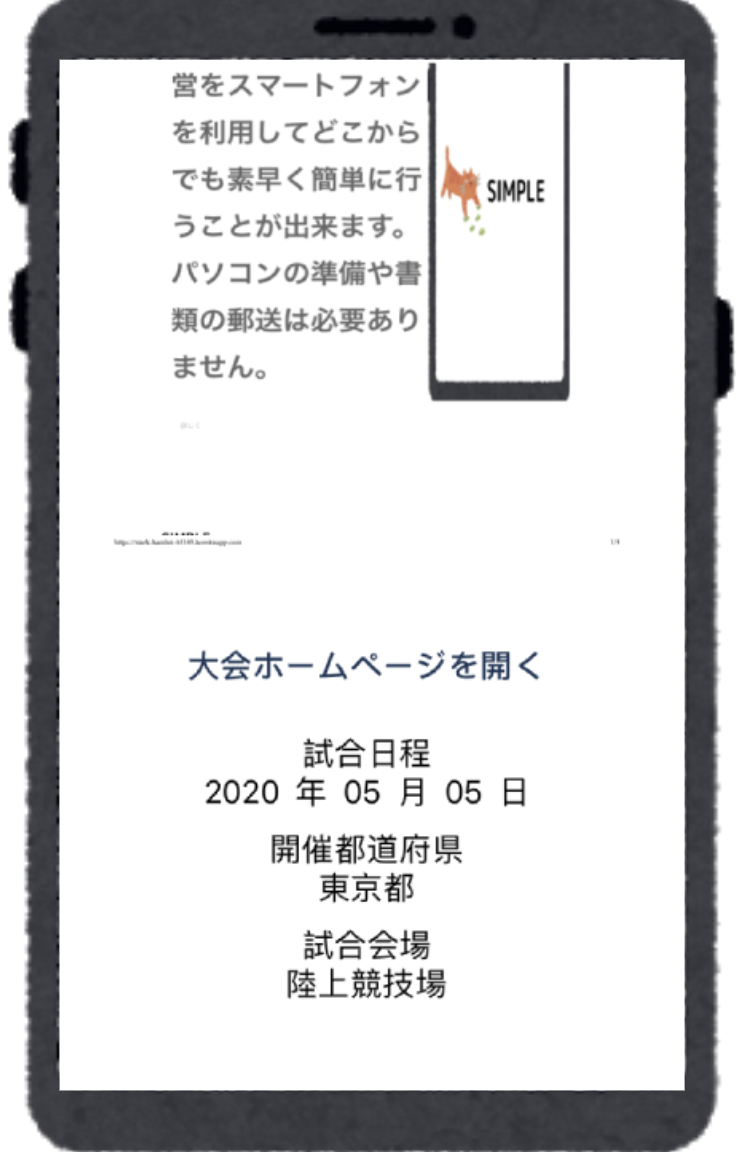 営をスマートフォン
を利用してどこから
でも素早く簡単に行
うことが出来ます。
パソコンの準備や書
類の郵送は必要あり
ません。
SIMPLE
詳しく
大会ホームページを開く
試合日程
2020 年 05 月 05 日
開催都道府県
東京都
試合会場
陸上競技場